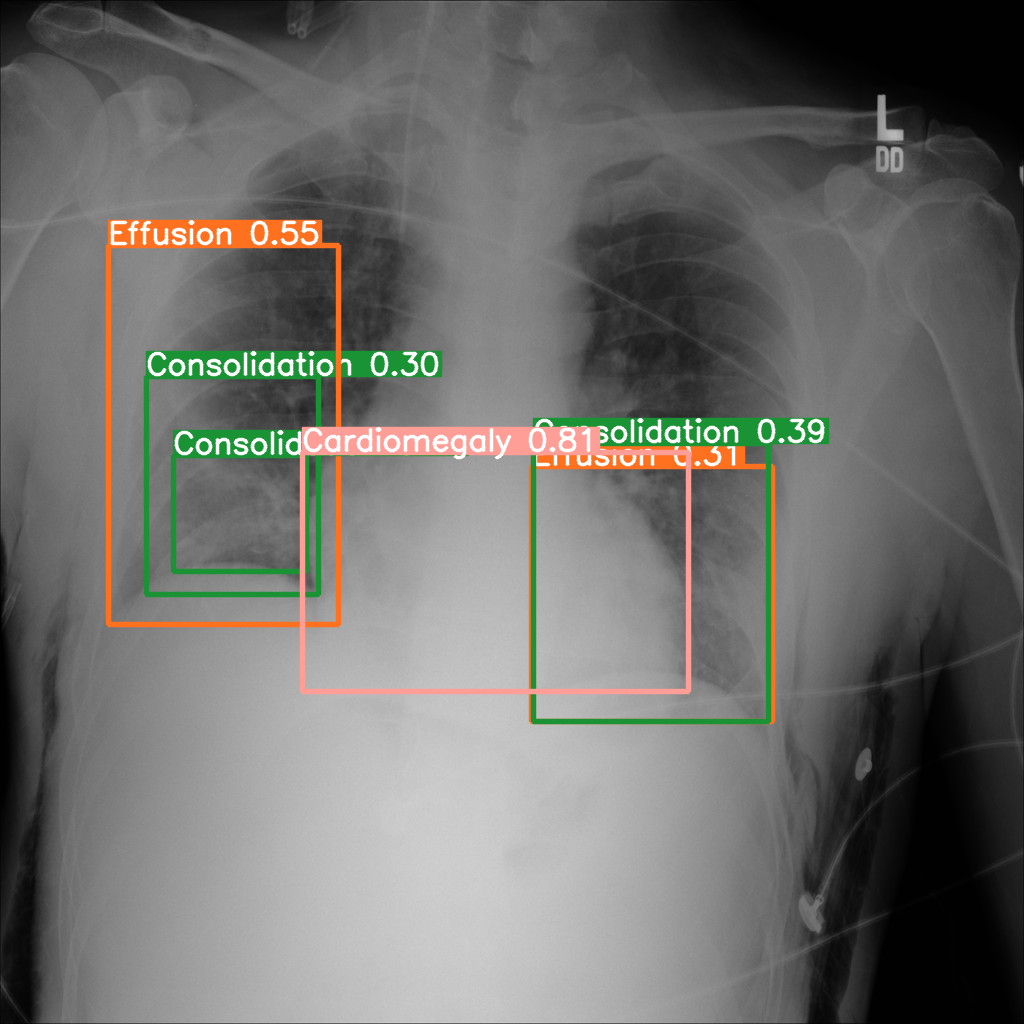 L
DD
Effusion 0.55
Consolidation 0.30
Consolidation 0.39
Consolid
Cardiomegaly 0.81
Effusion 0.31